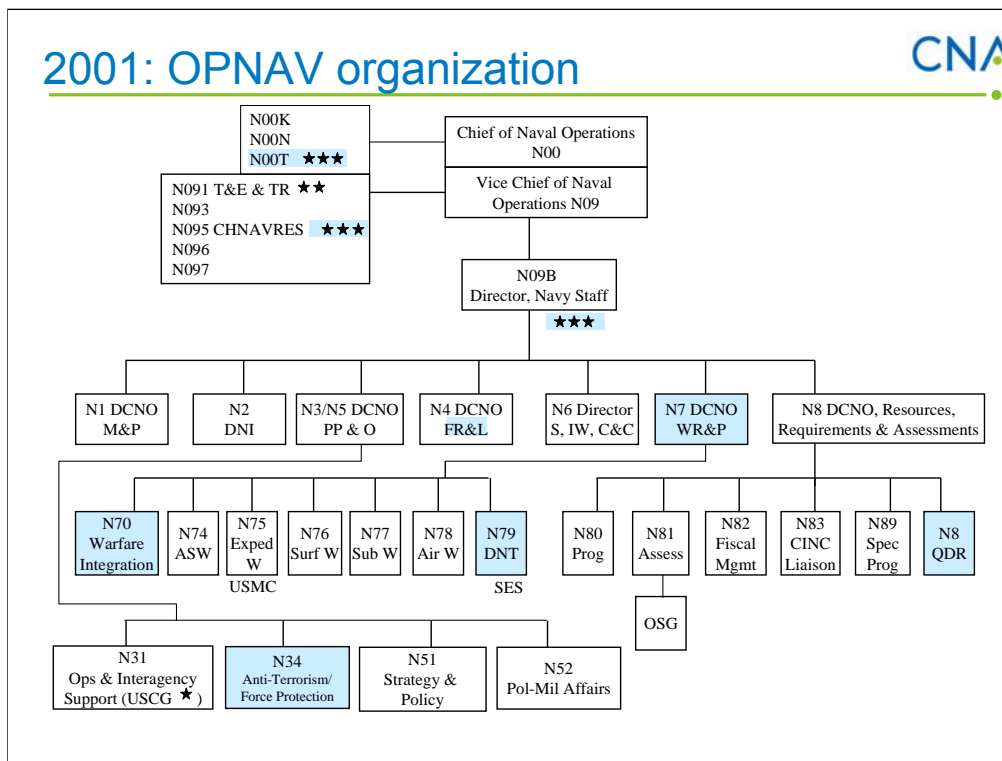 2001: OPNAV organization
CNA
N00K
N00N
N00T ★★★
Chief of Naval Operations
N00
N091 T&E & TR ★★
N093
N095 CHNAVRES ★★★
N096
N097
Vice Chief of Naval
Operations N09
N09B
Director, Navy Staff
★★★
N1 DCNO
M&P
N2
DNI
N3/N5 DCNO
PP & O
N4 DCNO
FR&L
N6 Director
S, IW, C&C
N7 DCNO
WR&P
N8 DCNO, Resources,
Requirements & Assessments
N70
Warfare
Integration
N74
ASW
N75
Exped
W
USMC
N76
Surf W
N77
Sub W
N78
Air W
N79
DNT
SES
N80
Prog
N81
Assess
N82
Fiscal
Mgmt
N83
CINC
Liaison
N89
Spec
Prog
N8
QDR
OSG
N31
Ops & Interagency
Support (USCG ★ )
N34
Anti-Terrorism/
Force Protection
N51
Strategy &
Policy
N52
Pol-Mil Affairs